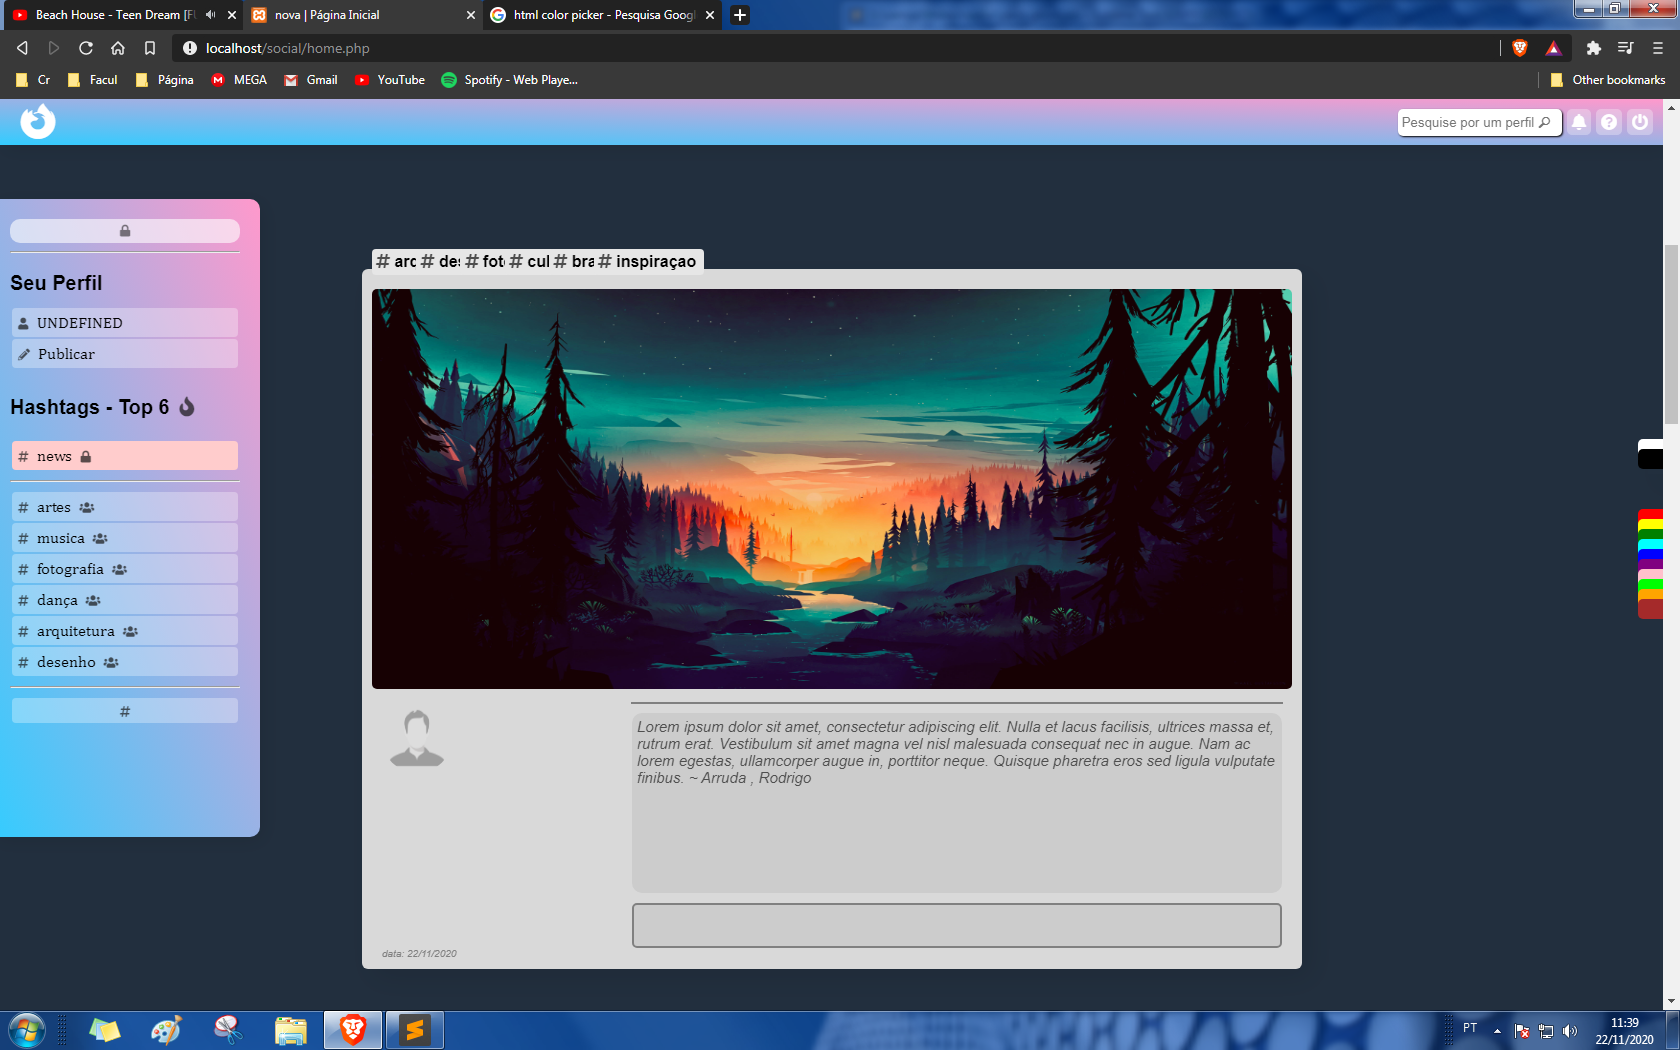 Beach House - Teen Dream [Fu
nova | Página Inicial
html color picker - Pesquisa Googl
localhost/social/home.php
Cr
Facul
Página
MEGA
Gmail
YouTube
Spotify - Web Playe...
Other bookmarks
Pesquise por um perfil
Seu Perfil
UNDEFINED
Publicar
Hashtags - Top 6
# news
# artes
# musica
# fotografia
# dança
# arquitetura
# desenho
#
# arc # des # foto # cul # bra # inspiraçao
Lorem ipsum dolor sit amet, consectetur adipiscing elit. Nulla et lacus facilisis, ultrices massa et,
rutrum erat. Vestibulum sit amet magna vel nisl malesuada consequat nec in augue. Nam ac
lorem egestas, ullamcorper augue in, porttitor neque. Quisque pharetra eros sed ligula vulputate
finibus. ~ Arruda , Rodrigo
data: 22/11/2020
PT
11:39
22/11/2020